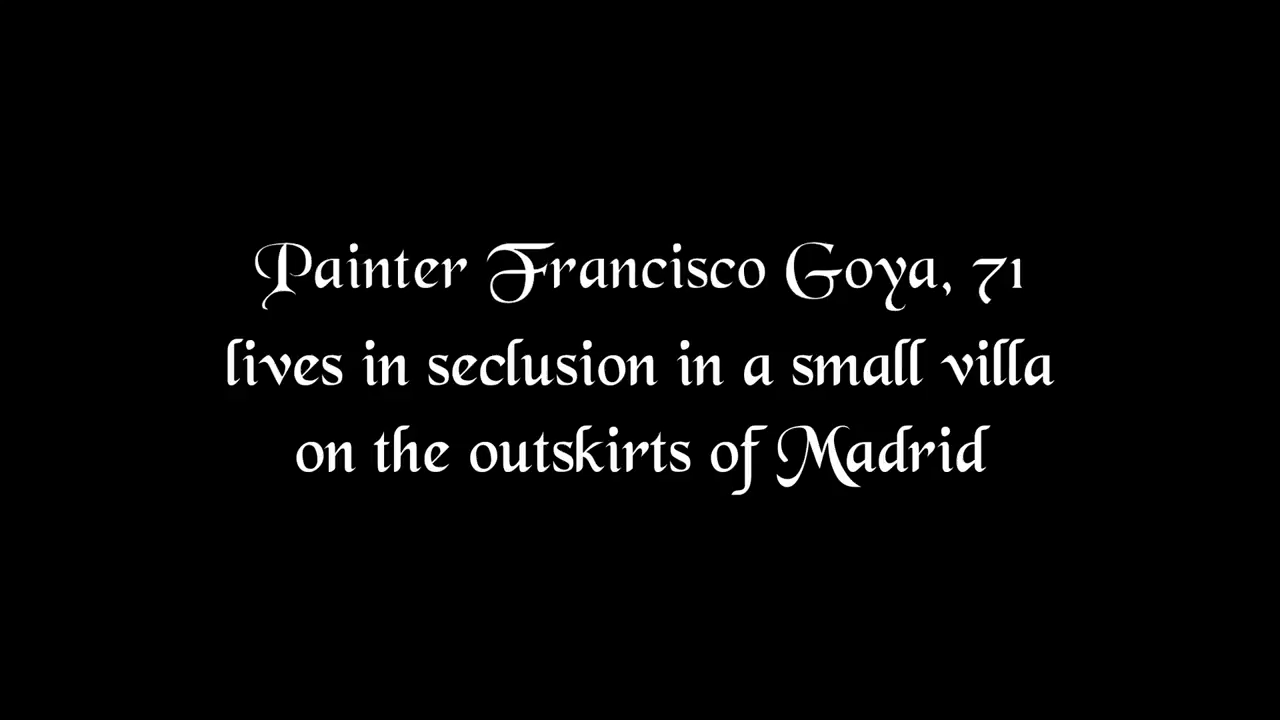 Painter Francisco Goya, 71
lives in seclusion in a small villa
on the outskirts of Madrid